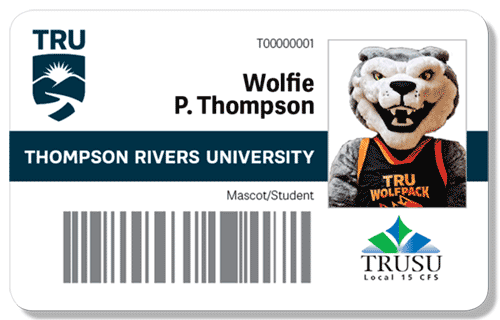 TRU
T00000001
Wolfie
P. Thompson
THOMPSON RIVERS UNIVERSITY
TRU
WOLFPACK
Mascot/Student
TRUSU
Local 15 CFS